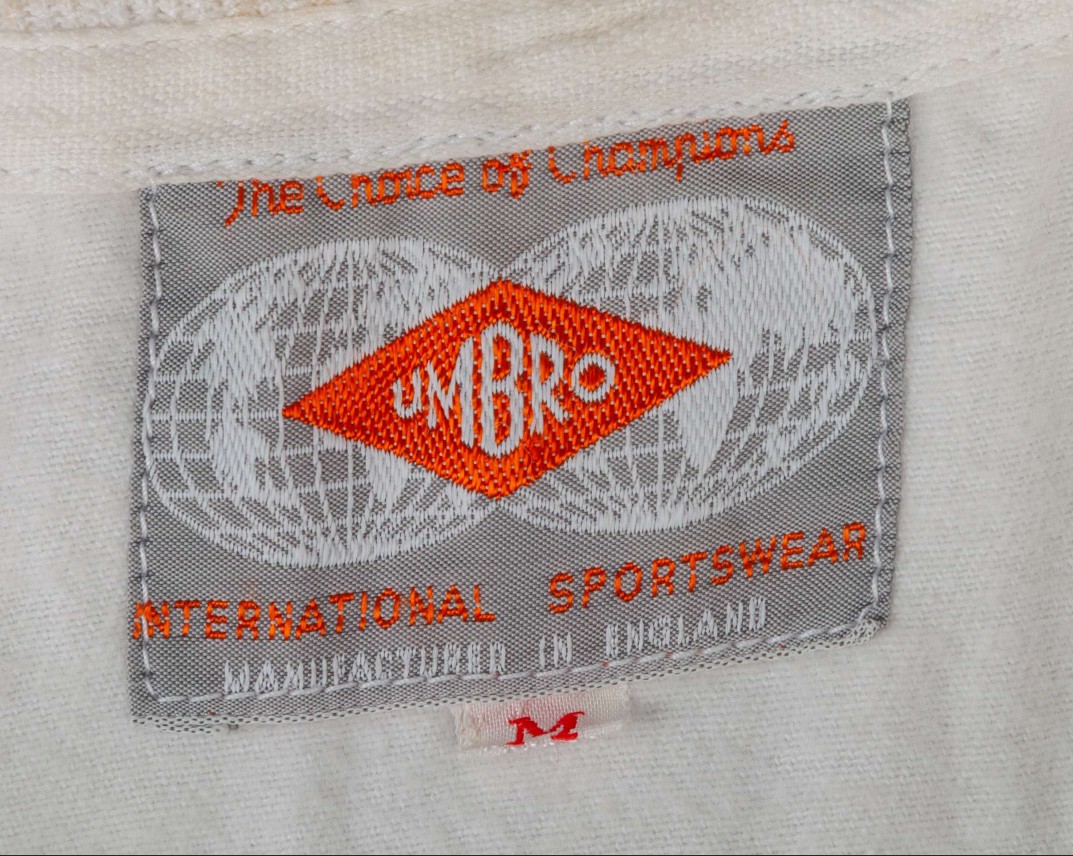 The Choice of Champions
UMBRO
INTERNATIONAL SPORTSWEAR
MANUFACTURED IN ENGLAND
M